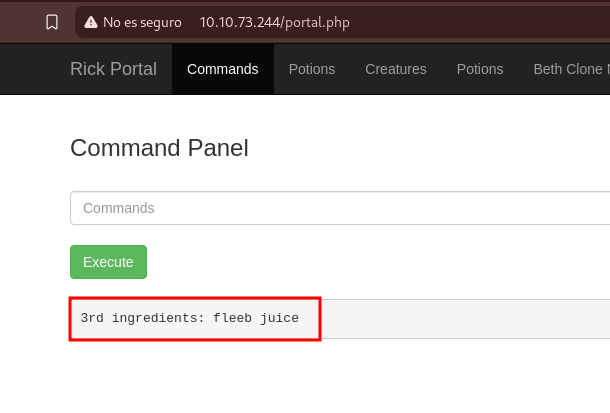 No es seguro 10.10.73.244/portal.php
Rick Portal Commands Potions Creatures Potions Beth Clone
Command Panel
Commands
Execute
3rd ingredients: fleeb juice